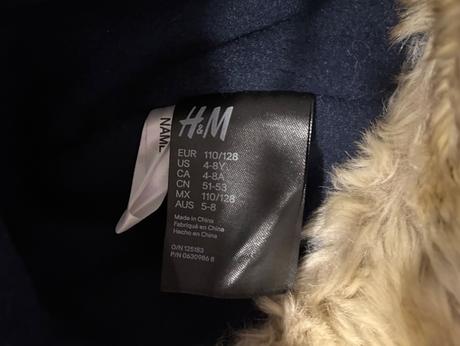 NAME
H&M
EUR 110/128
US 4-8Y
CA 4-8A
CN 51-53
MX 110/128
AUS 5-8
Made in China
Fabriqué en Chine
Hecho en China
O/N 125183
P/N 0630986 8